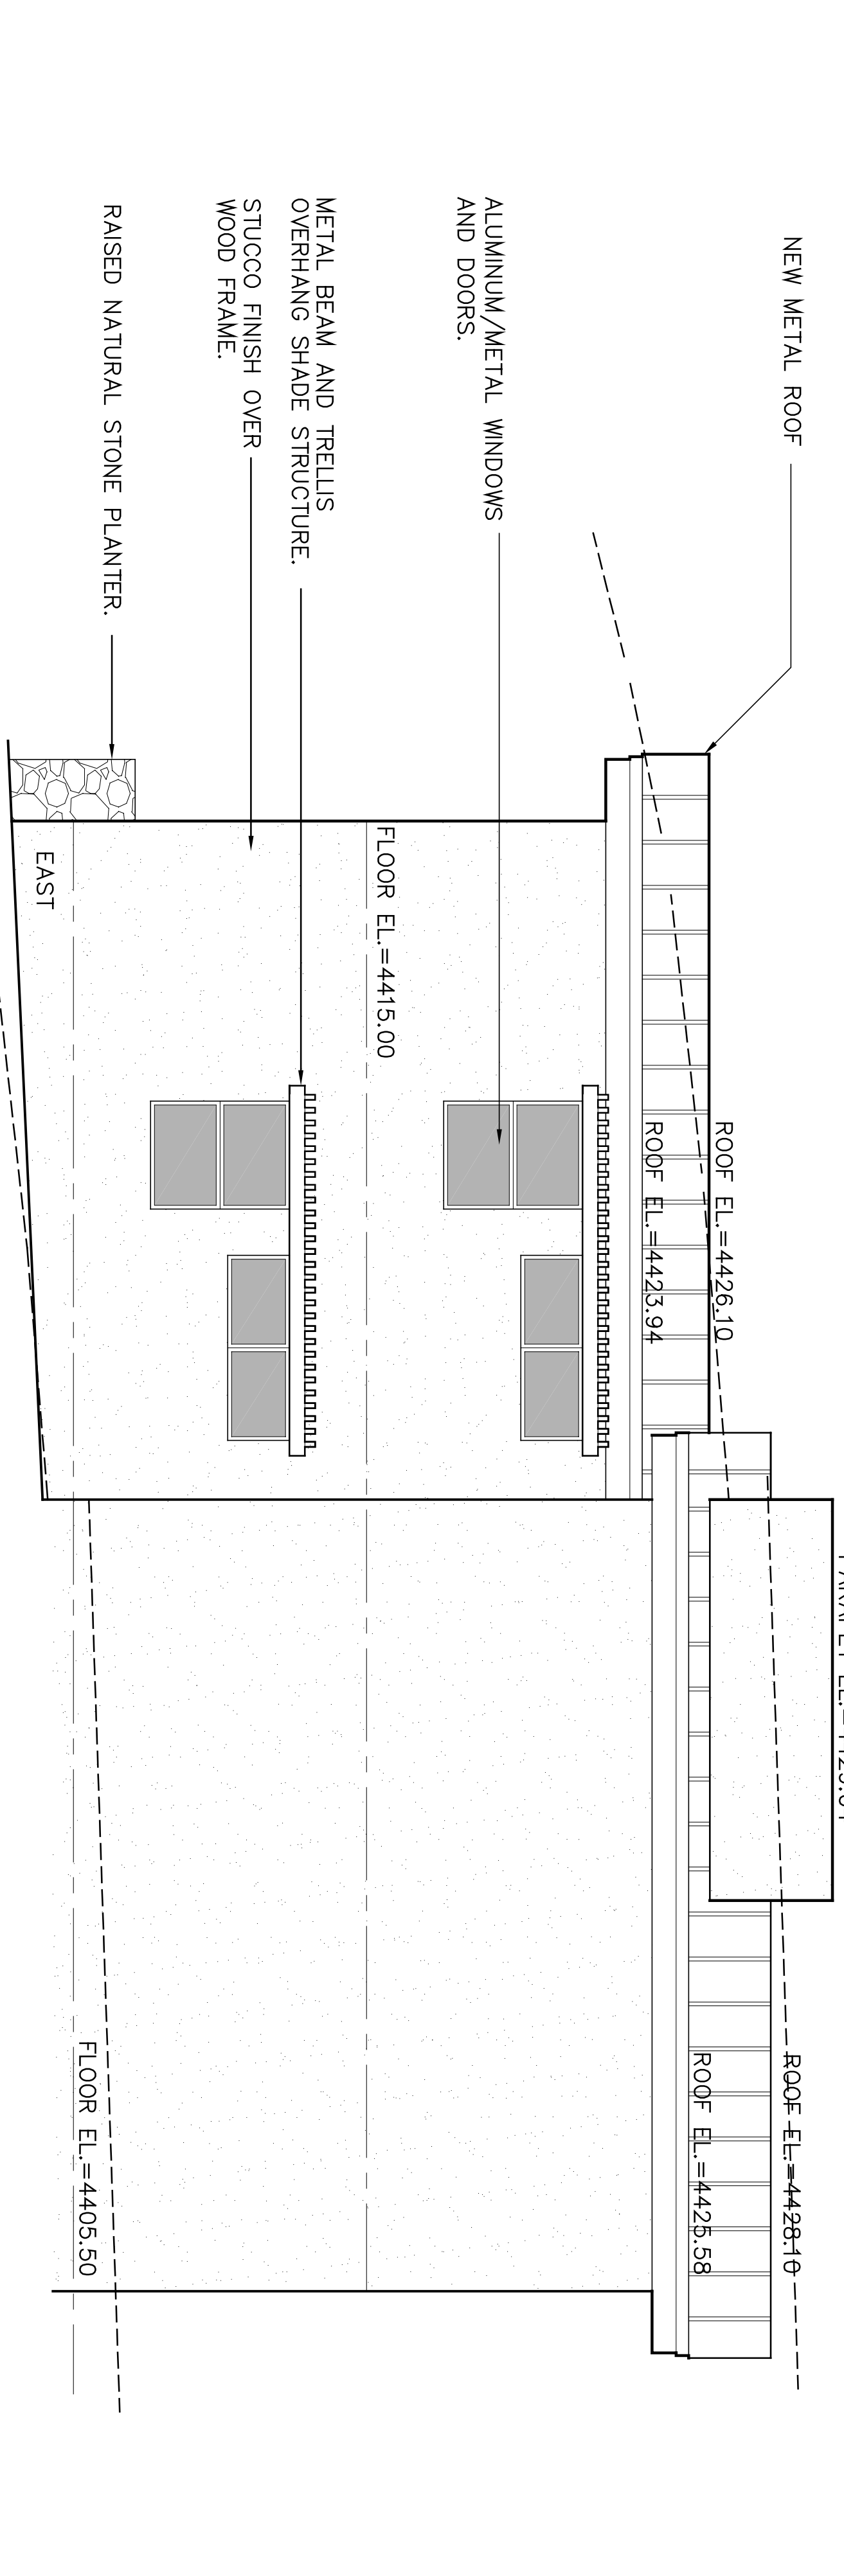 NEW METAL ROOF
ALUMINUM/METAL WINDOWS
AND DOORS.
METAL BEAM AND TRELLIS
OVERHANG SHADE STRUCTURE.
STUCCO FINISH OVER
WOOD FRAME.
RAISED NATURAL STONE PLANTER.
ROOF EL.=4426.10
ROOF EL.=4423.94
FLOOR EL.=4415.00
EAST
ROOF EL.=4428.10
ROOF EL.=4425.58
FLOOR EL.=4405.50